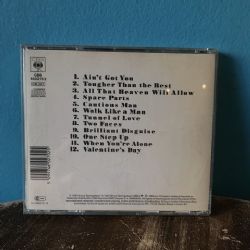 CBS
1. Ain't Got You
2. Tougher Than the Rest
3. All That Heaven Will Allow
4. Spare Parts
5. Cautious Man
6. Walk Like a Man
7. Tunnel of Love
8. Two Faces
9. Brilliant Disguise
10. One Step Up
11. When You're Alone
12. Valentine's Day